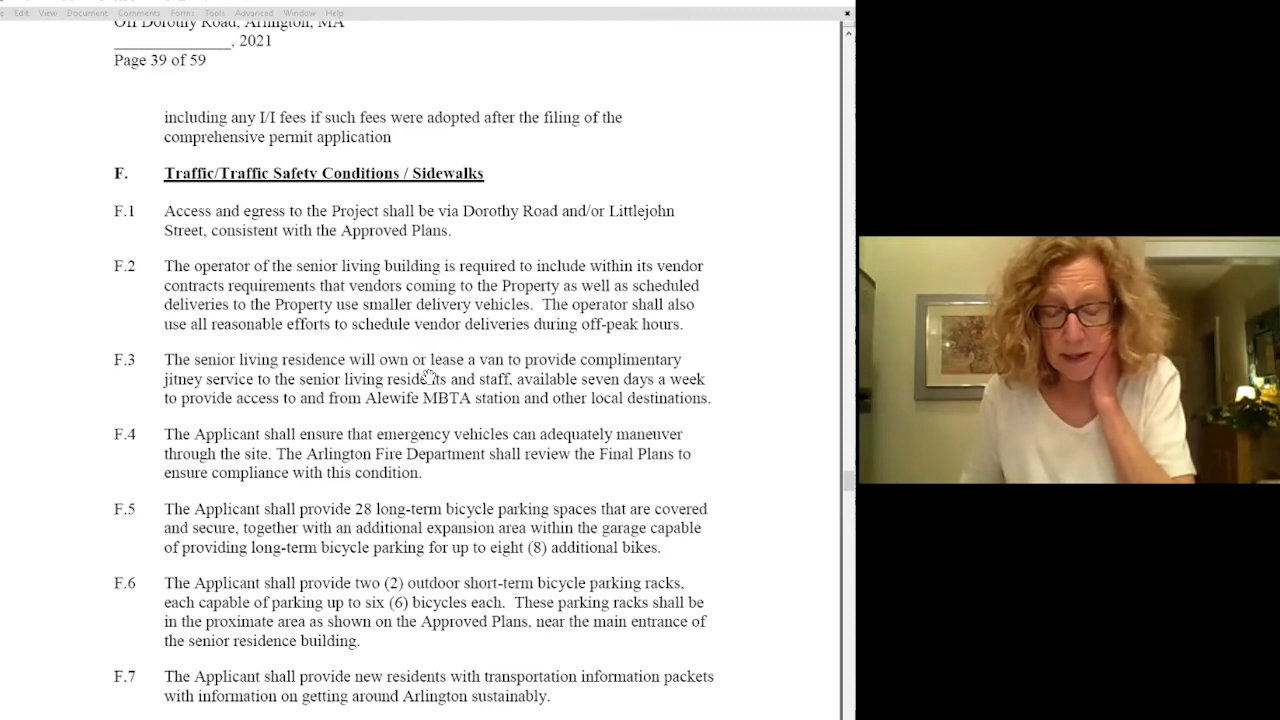 Edit View Document Comments Forms Tools Advanced Window Help
Off Dorothy Road, Arlington, MA
_______________, 2021
Page 39 of 59
including any I/I fees if such fees were adopted after the filing of the
comprehensive permit application
F. Traffic/Traffic Safety Conditions / Sidewalks
F.1 Access and egress to the Project shall be via Dorothy Road and/or Littlejohn
Street, consistent with the Approved Plans.
F.2 The operator of the senior living building is required to include within its vendor
contracts requirements that vendors coming to the Property as well as scheduled
deliveries to the Property use smaller delivery vehicles. The operator shall also
use all reasonable efforts to schedule vendor deliveries during off-peak hours.
F.3 The senior living residence will own or lease a van to provide complimentary
jitney service to the senior living residents and staff, available seven days a week
to provide access to and from Alewife MBTA station and other local destinations.
F.4 The Applicant shall ensure that emergency vehicles can adequately maneuver
through the site. The Arlington Fire Department shall review the Final Plans to
ensure compliance with this condition.
F.5 The Applicant shall provide 28 long-term bicycle parking spaces that are covered
and secure, together with an additional expansion area within the garage capable
of providing long-term bicycle parking for up to eight (8) additional bikes.
F.6 The Applicant shall provide two (2) outdoor short-term bicycle parking racks,
each capable of parking up to six (6) bicycles each. These parking racks shall be
in the proximate area as shown on the Approved Plans, near the main entrance of
the senior residence building.
F.7 The Applicant shall provide new residents with transportation information packets
with information on getting around Arlington sustainably.